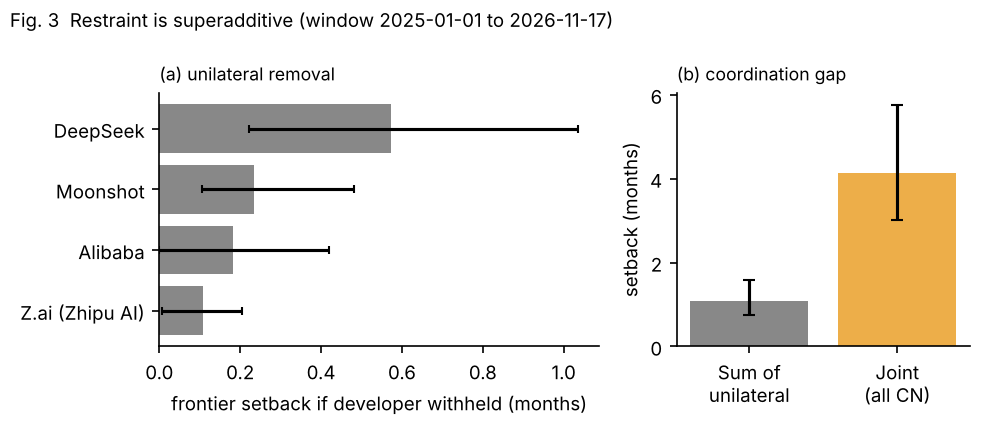 Fig. 3  Restraint is superadditive (window 2025-01-01 to 2026-11-17)
(a) unilateral removal
DeepSeek
Moonshot
Alibaba
Z.ai (Zhipu AI)
0.0 0.2 0.4 0.6 0.8 1.0
frontier setback if developer withheld (months)
(b) coordination gap
setback (months)
6
4
2
0
Sum of
unilateral
Joint
(all CN)